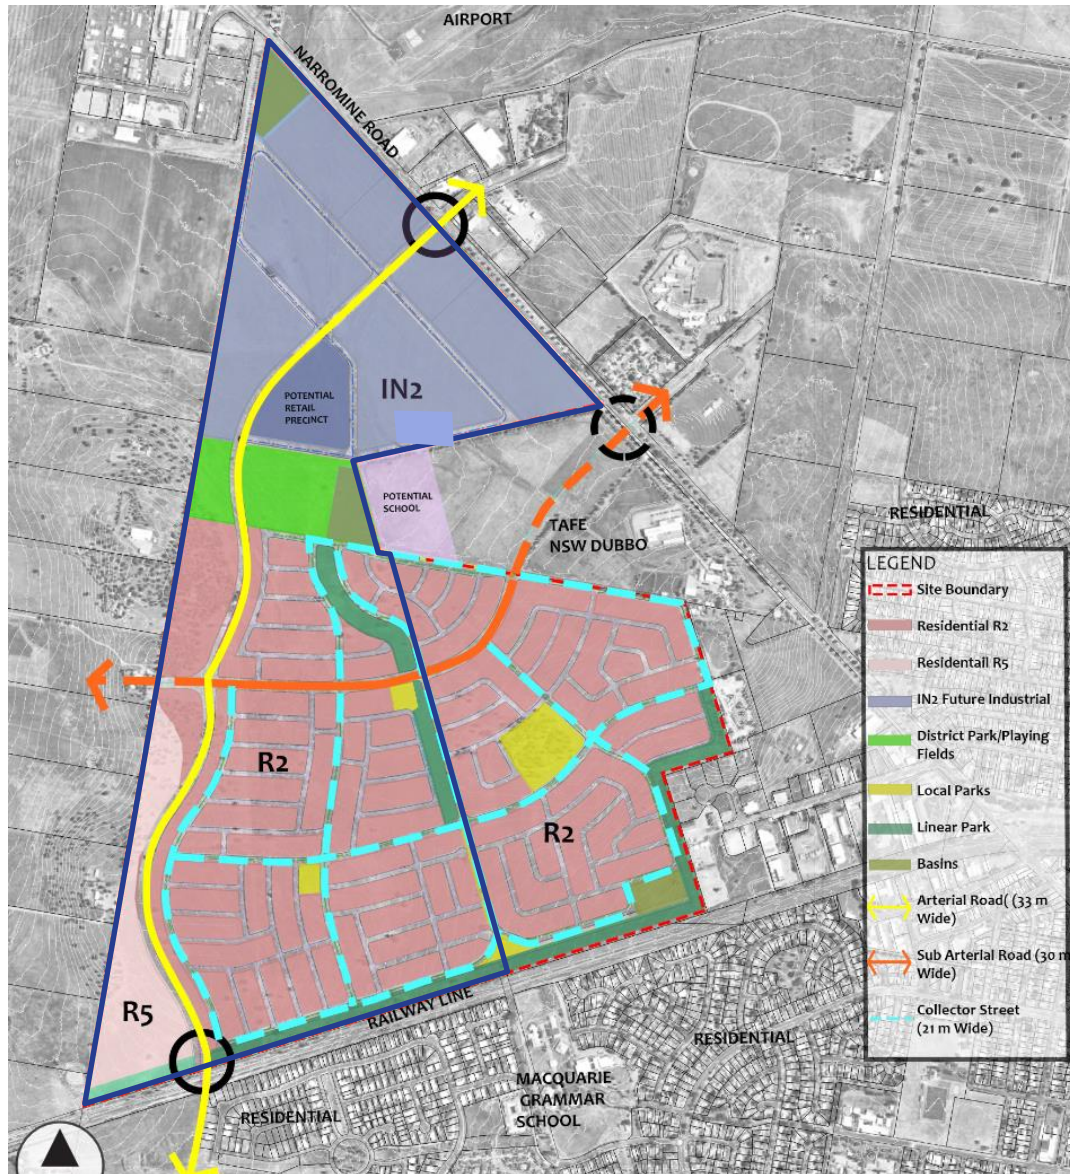 AIRPORT
NARROMINE ROAD
IN2
POTENTIAL
RETAIL
PRECINCT
POTENTIAL
SCHOOL
TAFE
NSW DUBBO
RESIDENTIAL
R2
R2
R5
RAILWAY LINE
RESIDENTIAL
RESIDENTIAL
MACQUARIE
GRAMMAR
SCHOOL
LEGEND
Site Boundary
Residential R2
Residentail R5
IN2 Future Industrial
District Park/Playing
Fields
Local Parks
Linear Park
Basins
Arterial Road( (33 m
Wide)
Sub Arterial Road (30 m
Wide)
Collector Street
(21 m Wide)